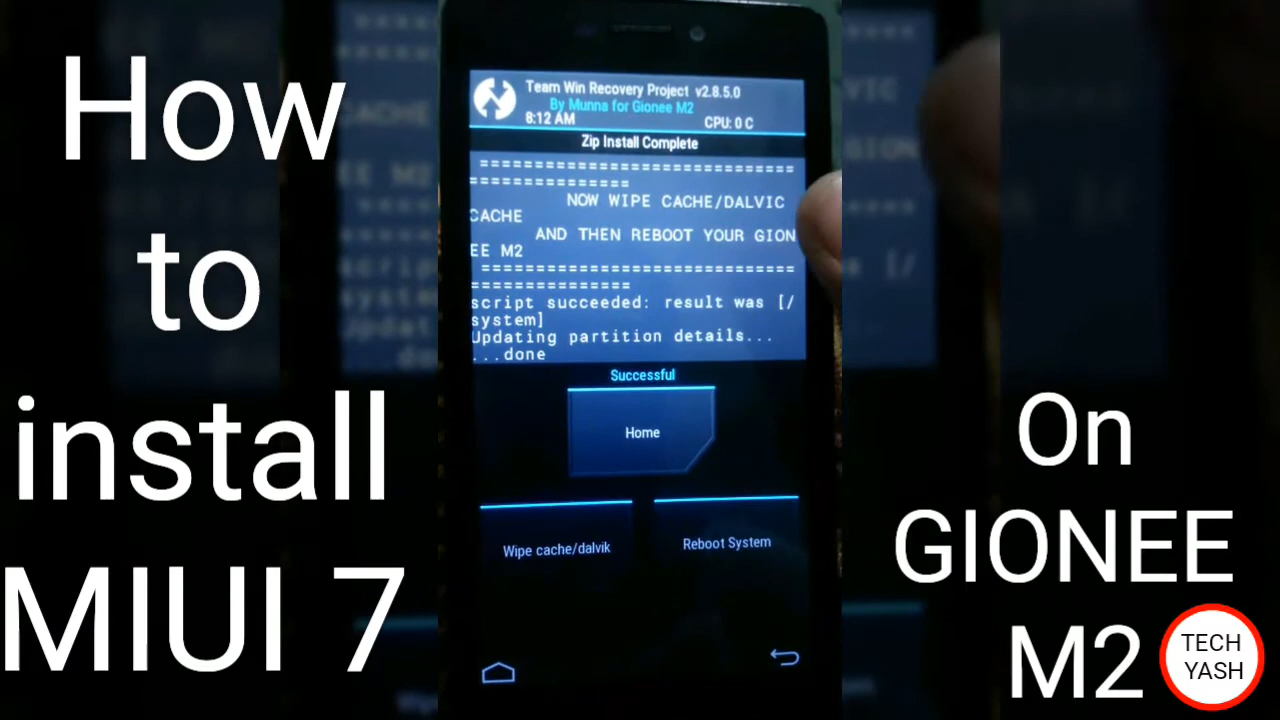 How
to
install
MIUI 7
Team Win Recovery Project v2.8.5.0
By Munna for Gionee M2
8:12 AM CPU: 0 C
Zip Install Complete
==============================
===============
NOW WIPE CACHE/DALVIC
CACHE
AND THEN REBOOT YOUR GION
EE M2
==============================
===============
script succeeded: result was [/
system]
Updating partition details...
...done
Successful
Home
Wipe cache/dalvik
Reboot System
On
GIONEE
M2
TECH
YASH